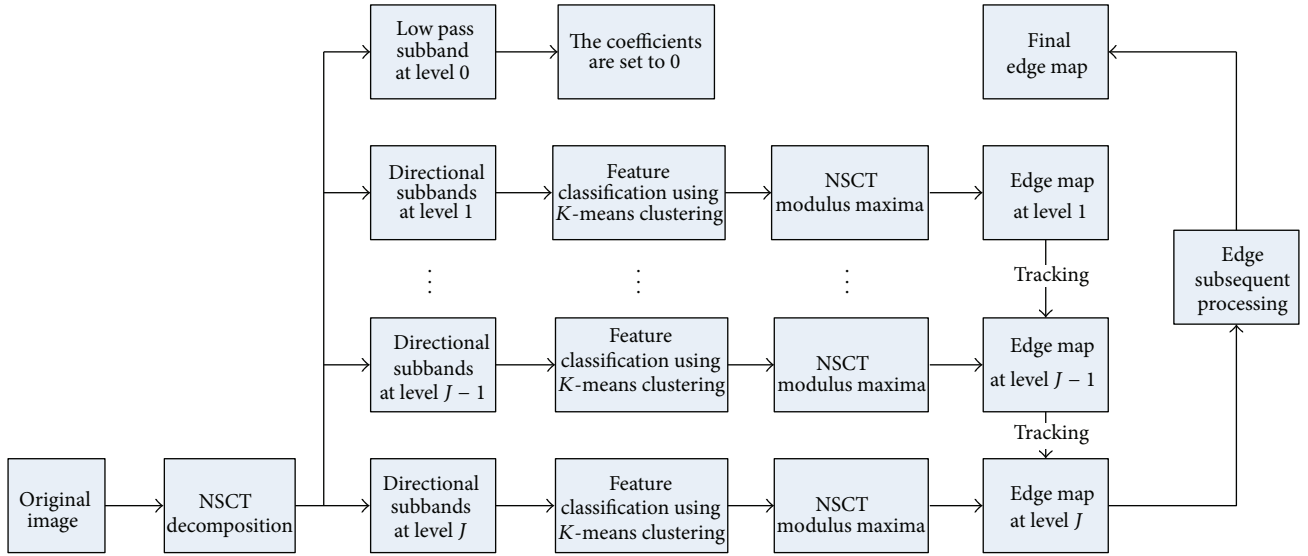 Low pass
subband
at level 0
The coefficients
are set to 0
Final
edge map
Directional
subbands
at level 1
Feature
classification using
K-means clustering
NSCT
modulus maxima
Edge map
at level 1
Tracking
Edge
subsequent
processing
Directional
subbands
at level J − 1
Feature
classification using
K-means clustering
NSCT
modulus maxima
Edge map
at level J − 1
Tracking
Original
image
NSCT
decomposition
Directional
subbands
at level J
Feature
classification using
K-means clustering
NSCT
modulus maxima
Edge map
at level J